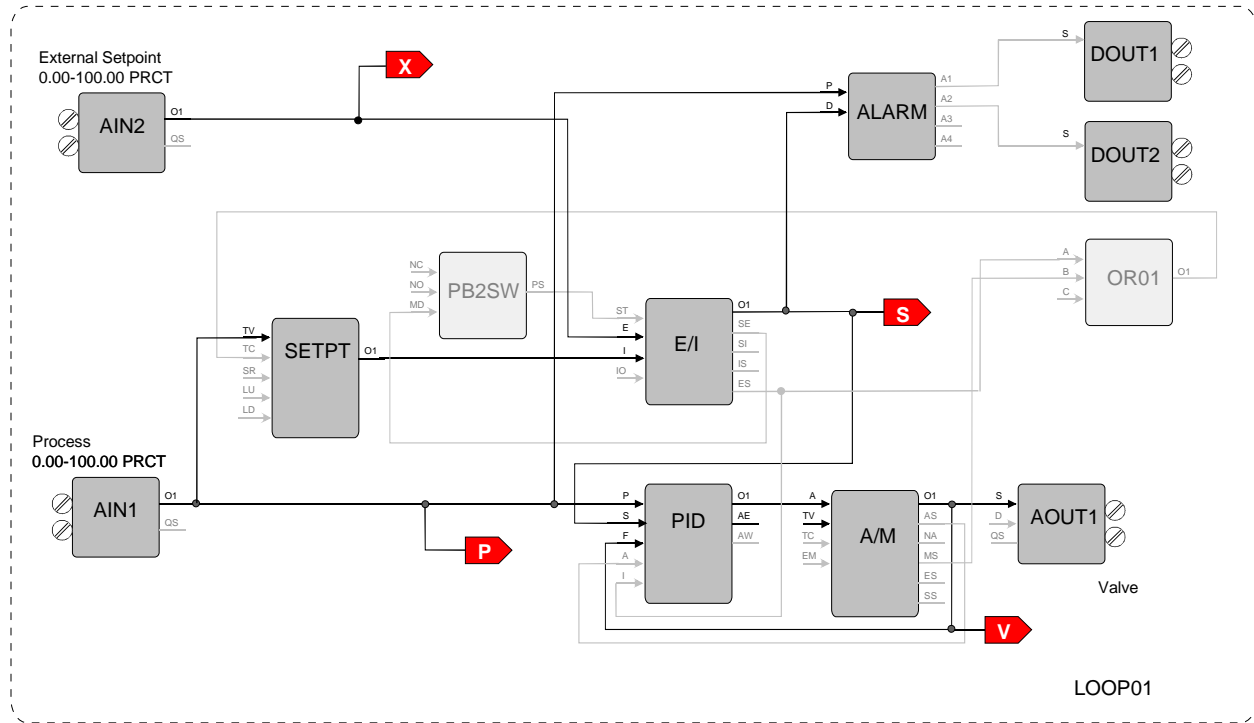 External Setpoint
0.00-100.00 PRCT
AIN2
O1
QS
X
P
D
ALARM
A1
A2
A3
A4
S
DOUT1
S
DOUT2
NC
NO
MD
PB2SW
PS
A
B
C
OR01
O1
TV
TC
SR
LU
LD
SETPT
O1
ST
E
I
IO
E/I
O1
SE
SI
IS
ES
S
Process
0.00-100.00 PRCT
AIN1
O1
QS
P
P
S
F
A
I
PID
O1
AE
AW
A
TV
TC
EM
A/M
O1
AS
NA
MS
ES
SS
S
D
QS
AOUT1
Valve
V
LOOP01